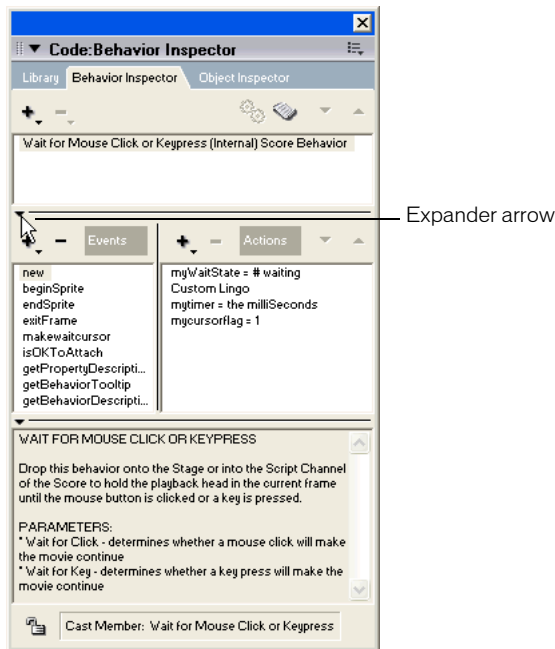 Code:Behavior Inspector
Library Behavior Inspector Object Inspector
Wait for Mouse Click or Keypress (Internal) Score Behavior
Expander arrow
Events
Actions
new
beginSprite
endSprite
exitFrame
makewaitcursor
isOKToAttach
getPropertyDescripti...
getBehaviorTooltip
getBehaviorDescripti...
myWaitState = # waiting
Custom Lingo
mytimer = the milliSeconds
mycursorflag = 1
WAIT FOR MOUSE CLICK OR KEYPRESS
Drop this behavior onto the Stage or into the Script Channel
of the Score to hold the playback head in the current frame
until the mouse button is clicked or a key is pressed.
PARAMETERS:
* Wait for Click - determines whether a mouse click will make
the movie continue
* Wait for Key - determines whether a key press will make the
movie continue
Cast Member: Wait for Mouse Click or Keypress